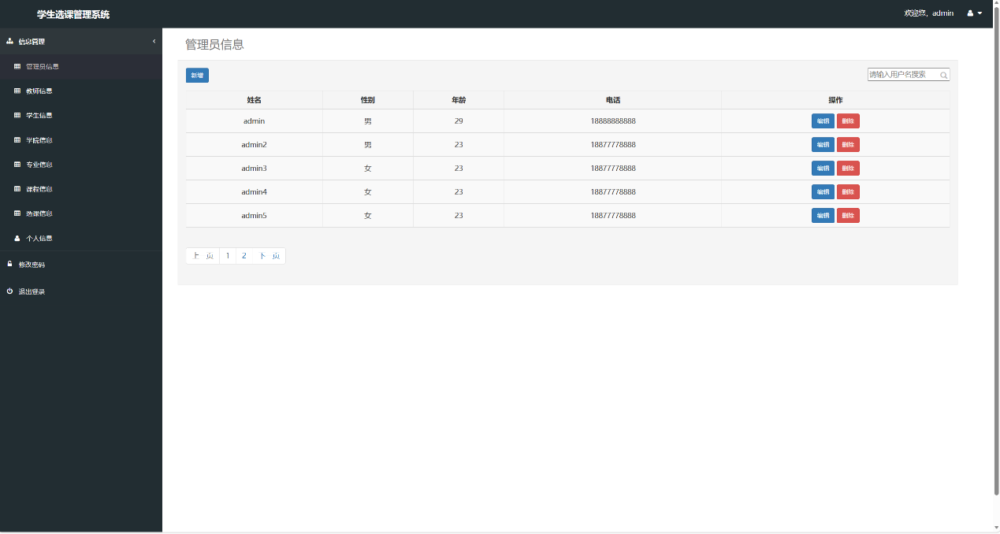 学生选课管理系统
欢迎您，admin
信息管理
管理员信息
教师信息
学生信息
学院信息
专业信息
课程信息
选课信息
个人信息
修改密码
退出登录
管理员信息
新增
请输入用户名搜索
姓名 性别 年龄 电话 操作
admin 男 29 18888888888 编辑 删除
admin2 男 23 18877778888 编辑 删除
admin3 女 23 18877778888 编辑 删除
admin4 女 23 18877778888 编辑 删除
admin5 女 23 18877778888 编辑 删除
上一页 1 2 下一页